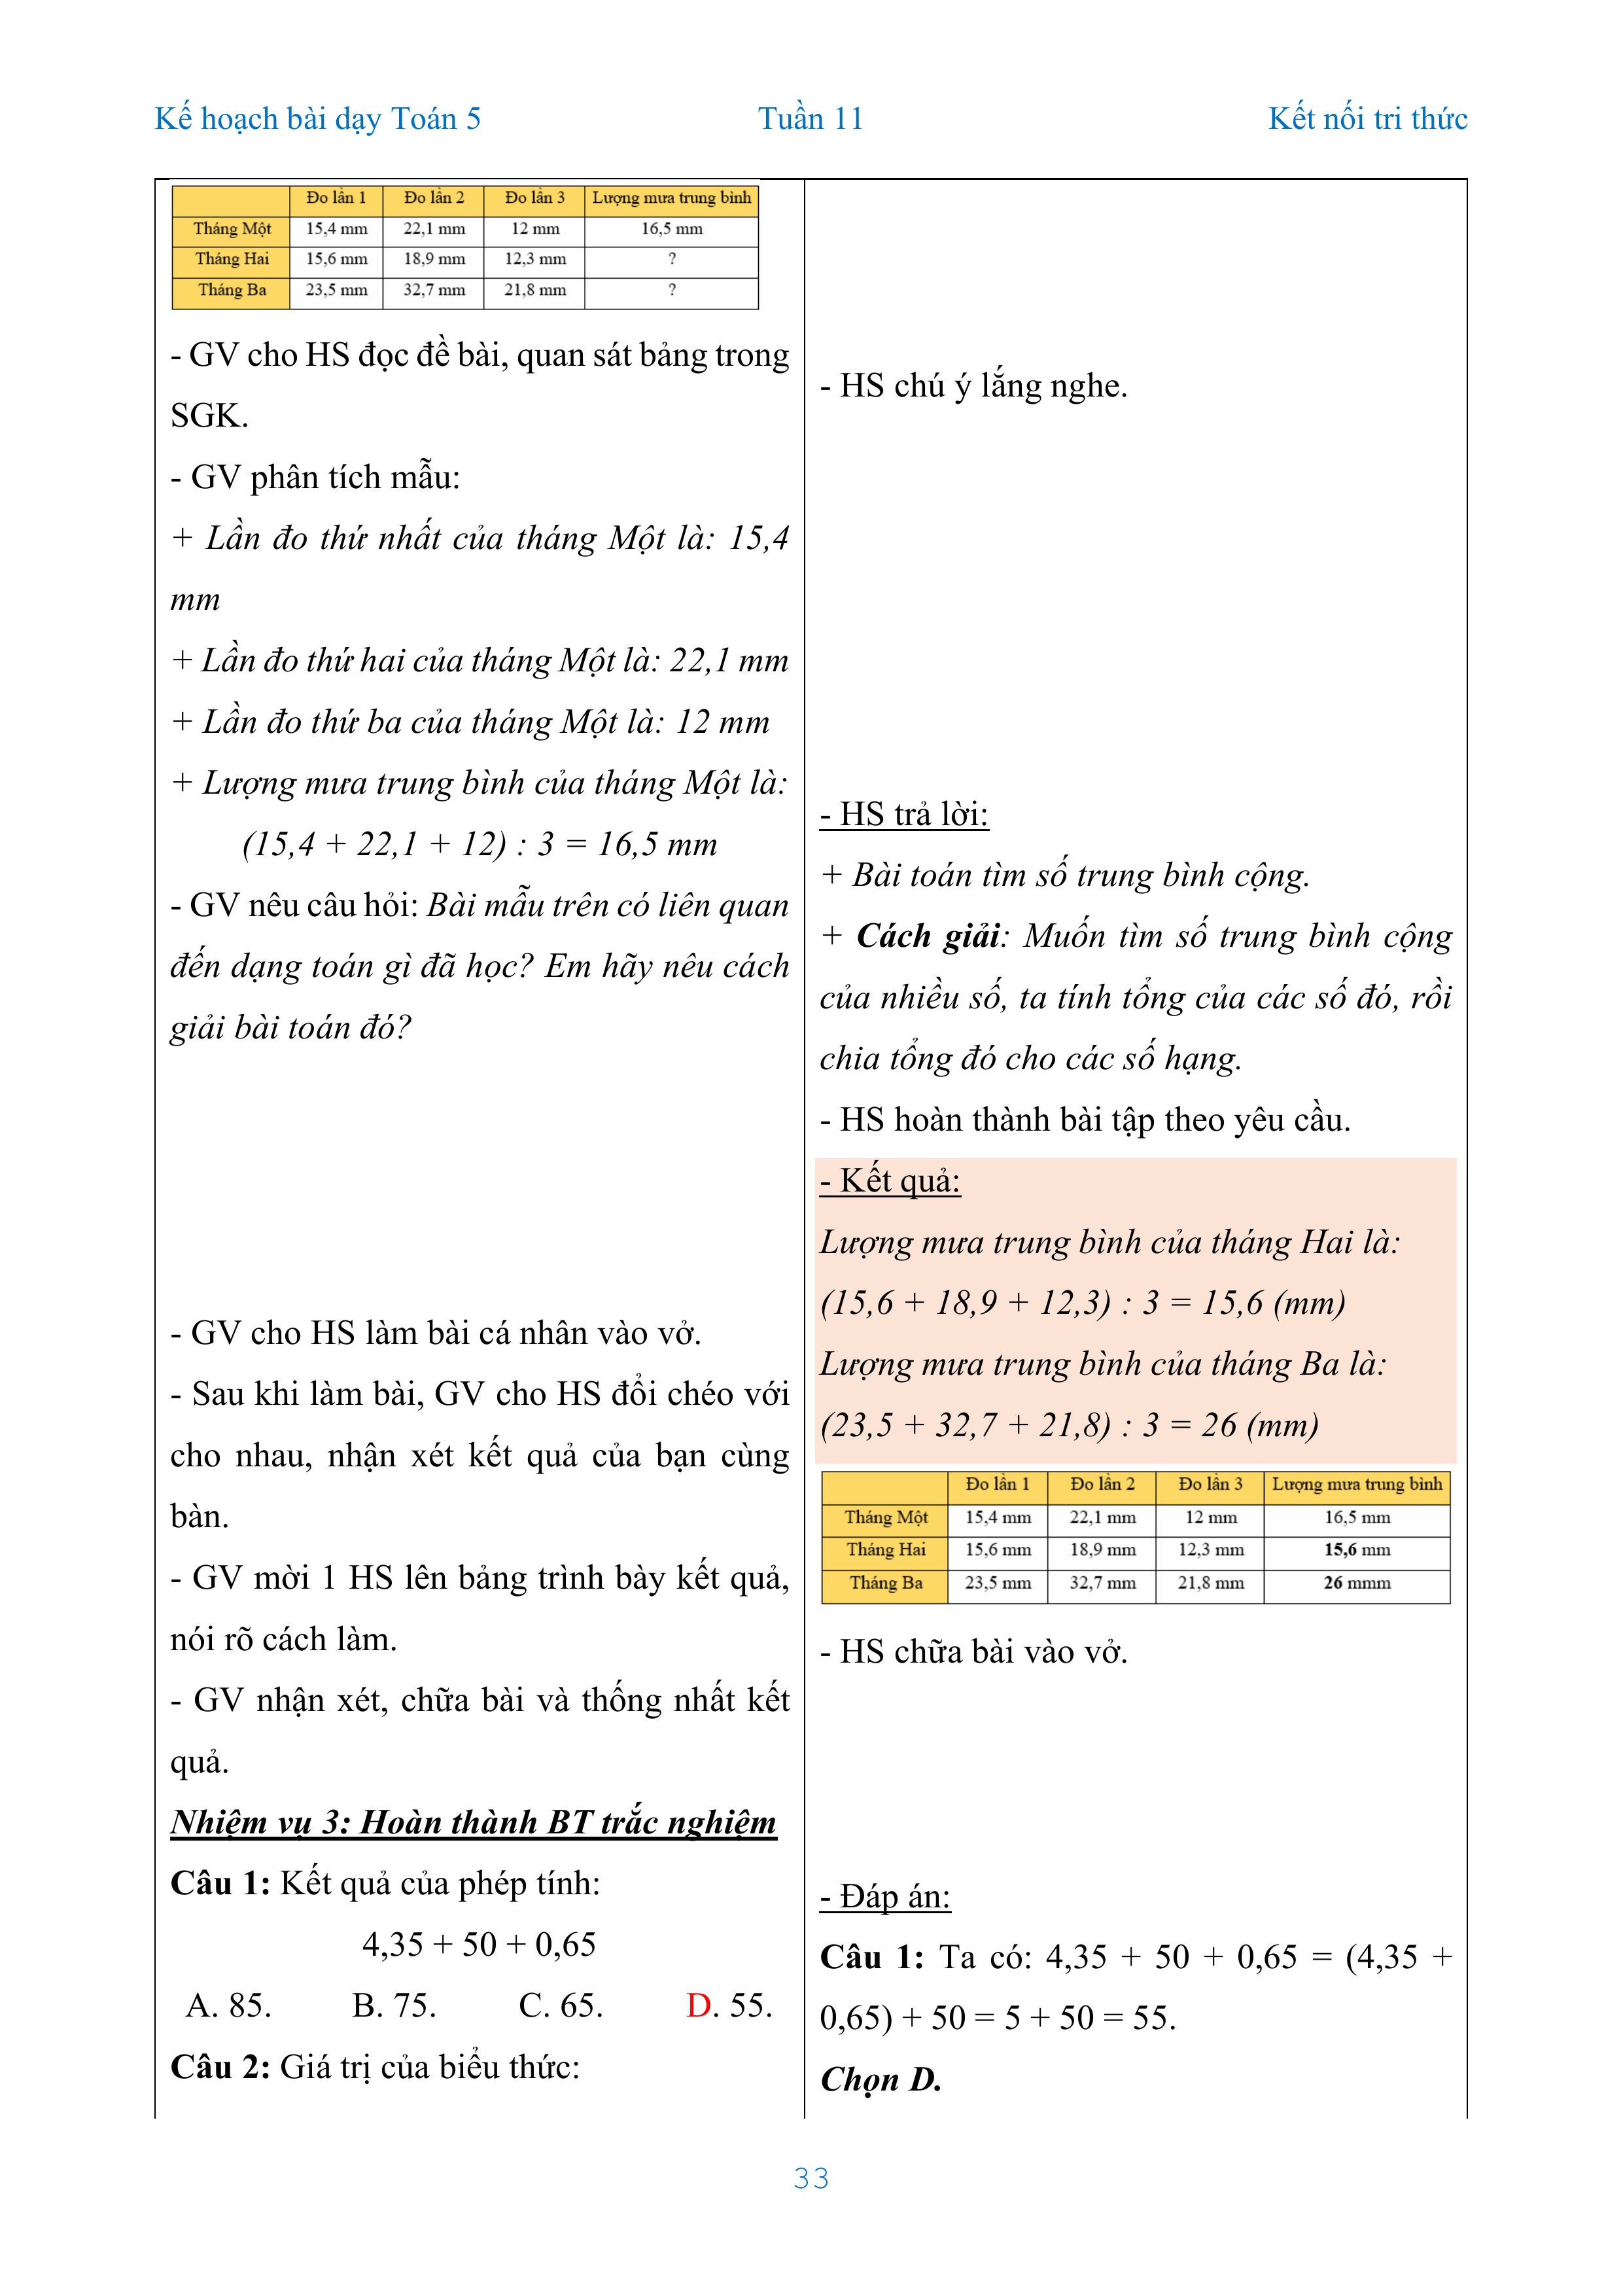 Kế hoạch bài dạy Toán 5 Tuần 11 Kết nối tri thức
Đo lần 1 Đo lần 2 Đo lần 3 Lượng mưa trung bình
Tháng Một 15,4 mm 22,1 mm 12 mm 16,5 mm
Tháng Hai 15,6 mm 18,9 mm 12,3 mm ?
Tháng Ba 23,5 mm 32,7 mm 21,8 mm ?
- GV cho HS đọc đề bài, quan sát bảng trong
SGK.
- GV phân tích mẫu:
+ Lần đo thứ nhất của tháng Một là: 15,4
mm
+ Lần đo thứ hai của tháng Một là: 22,1 mm
+ Lần đo thứ ba của tháng Một là: 12 mm
+ Lượng mưa trung bình của tháng Một là:
(15,4 + 22,1 + 12) : 3 = 16,5 mm
- GV nêu câu hỏi: Bài mẫu trên có liên quan
đến dạng toán gì đã học? Em hãy nêu cách
giải bài toán đó?
- GV cho HS làm bài cá nhân vào vở.
- Sau khi làm bài, GV cho HS đổi chéo với
cho nhau, nhận xét kết quả của bạn cùng
bàn.
- GV mời 1 HS lên bảng trình bày kết quả,
nói rõ cách làm.
- GV nhận xét, chữa bài và thống nhất kết
quả.
Nhiệm vụ 3: Hoàn thành BT trắc nghiệm
Câu 1: Kết quả của phép tính:
4,35 + 50 + 0,65
A. 85. B. 75. C. 65. D. 55.
Câu 2: Giá trị của biểu thức:
- HS chú ý lắng nghe.
- HS trả lời:
+ Bài toán tìm số trung bình cộng.
+ Cách giải: Muốn tìm số trung bình cộng
của nhiều số, ta tính tổng của các số đó, rồi
chia tổng đó cho các số hạng.
- HS hoàn thành bài tập theo yêu cầu.
- Kết quả:
Lượng mưa trung bình của tháng Hai là:
(15,6 + 18,9 + 12,3) : 3 = 15,6 (mm)
Lượng mưa trung bình của tháng Ba là:
(23,5 + 32,7 + 21,8) : 3 = 26 (mm)
Đo lần 1 Đo lần 2 Đo lần 3 Lượng mưa trung bình
Tháng Một 15,4 mm 22,1 mm 12 mm 16,5 mm
Tháng Hai 15,6 mm 18,9 mm 12,3 mm 15,6 mm
Tháng Ba 23,5 mm 32,7 mm 21,8 mm 26 mmm
- HS chữa bài vào vở.
- Đáp án:
Câu 1: Ta có: 4,35 + 50 + 0,65 = (4,35 +
0,65) + 50 = 5 + 50 = 55.
Chọn D.
33